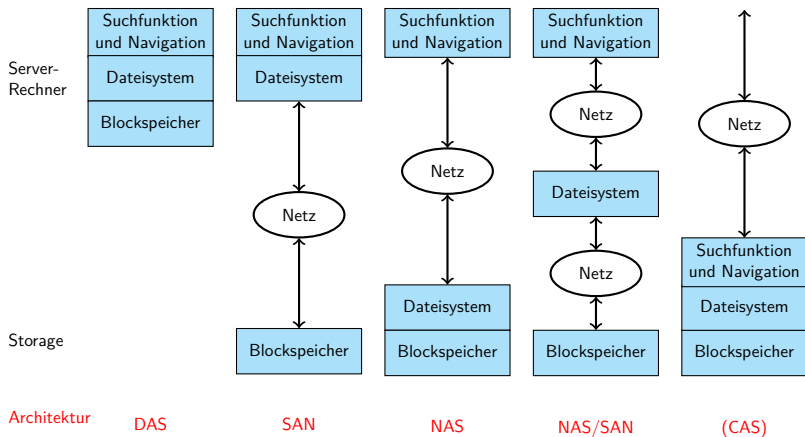 Suchfunktion
und Navigation
Suchfunktion
und Navigation
Suchfunktion
und Navigation
Suchfunktion
und Navigation
Server-
Rechner
Dateisystem
Dateisystem
Blockspeicher
Netz
Netz
Netz
Dateisystem
Netz
Netz
Suchfunktion
und Navigation
Dateisystem
Dateisystem
Storage
Blockspeicher
Blockspeicher
Blockspeicher
Blockspeicher
Architektur
DAS
SAN
NAS
NAS/SAN
(CAS)